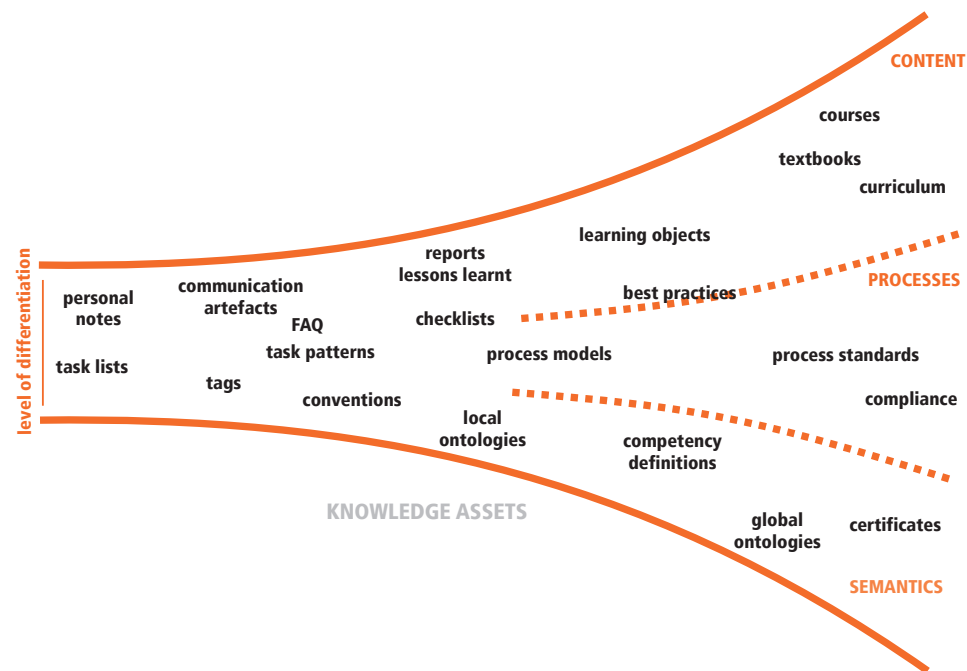 CONTENT
courses
textbooks
curriculum
learning objects
reports
lessons learnt
level of differentiation
PROCESSES
communication
artefacts
personal
notes
best practices
FAQ
checklists
task patterns
process models
process standards
task lists
tags
conventions
compliance
local
ontologies
competency
definitions
KNOWLEDGE ASSETS
global
ontologies
certificates
SEMANTICS